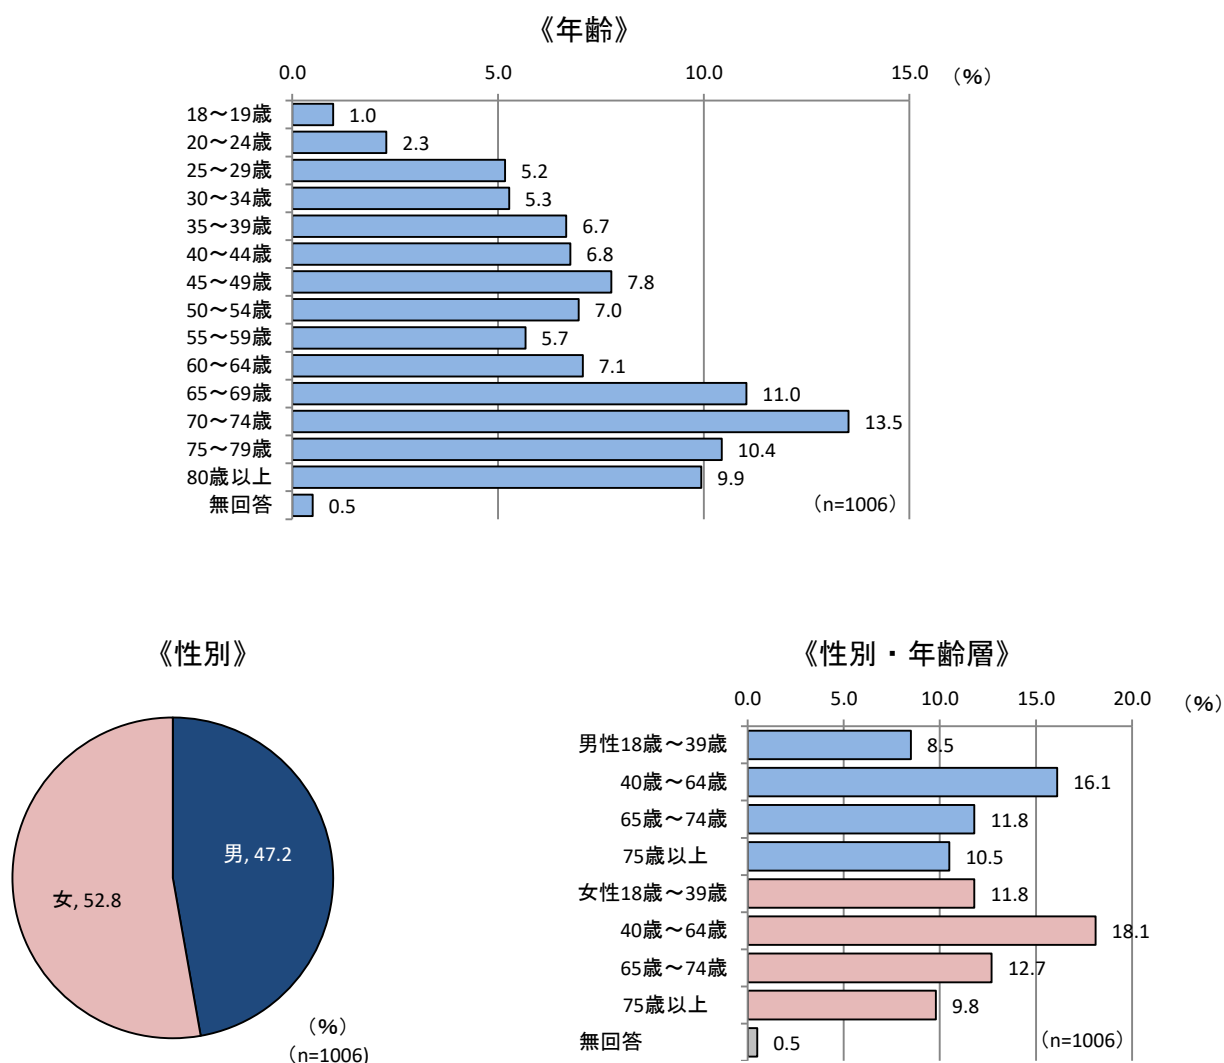 《年齢》
0.0 5.0 10.0 15.0 （%）
18～19歳 1.0
20～24歳 2.3
25～29歳 5.2
30～34歳 5.3
35～39歳 6.7
40～44歳 6.8
45～49歳 7.8
50～54歳 7.0
55～59歳 5.7
60～64歳 7.1
65～69歳 11.0
70～74歳 13.5
75～79歳 10.4
80歳以上 9.9
無回答 0.5 （n=1006）
《性別》
男, 47.2
女, 52.8
（%）
（n=1006)
《性別・年齢層》
0.0 5.0 10.0 15.0 20.0 （%）
男性18歳～39歳 8.5
40歳～64歳 16.1
65歳～74歳 11.8
75歳以上 10.5
女性18歳～39歳 11.8
40歳～64歳 18.1
65歳～74歳 12.7
75歳以上 9.8
無回答 0.5 （n=1006）